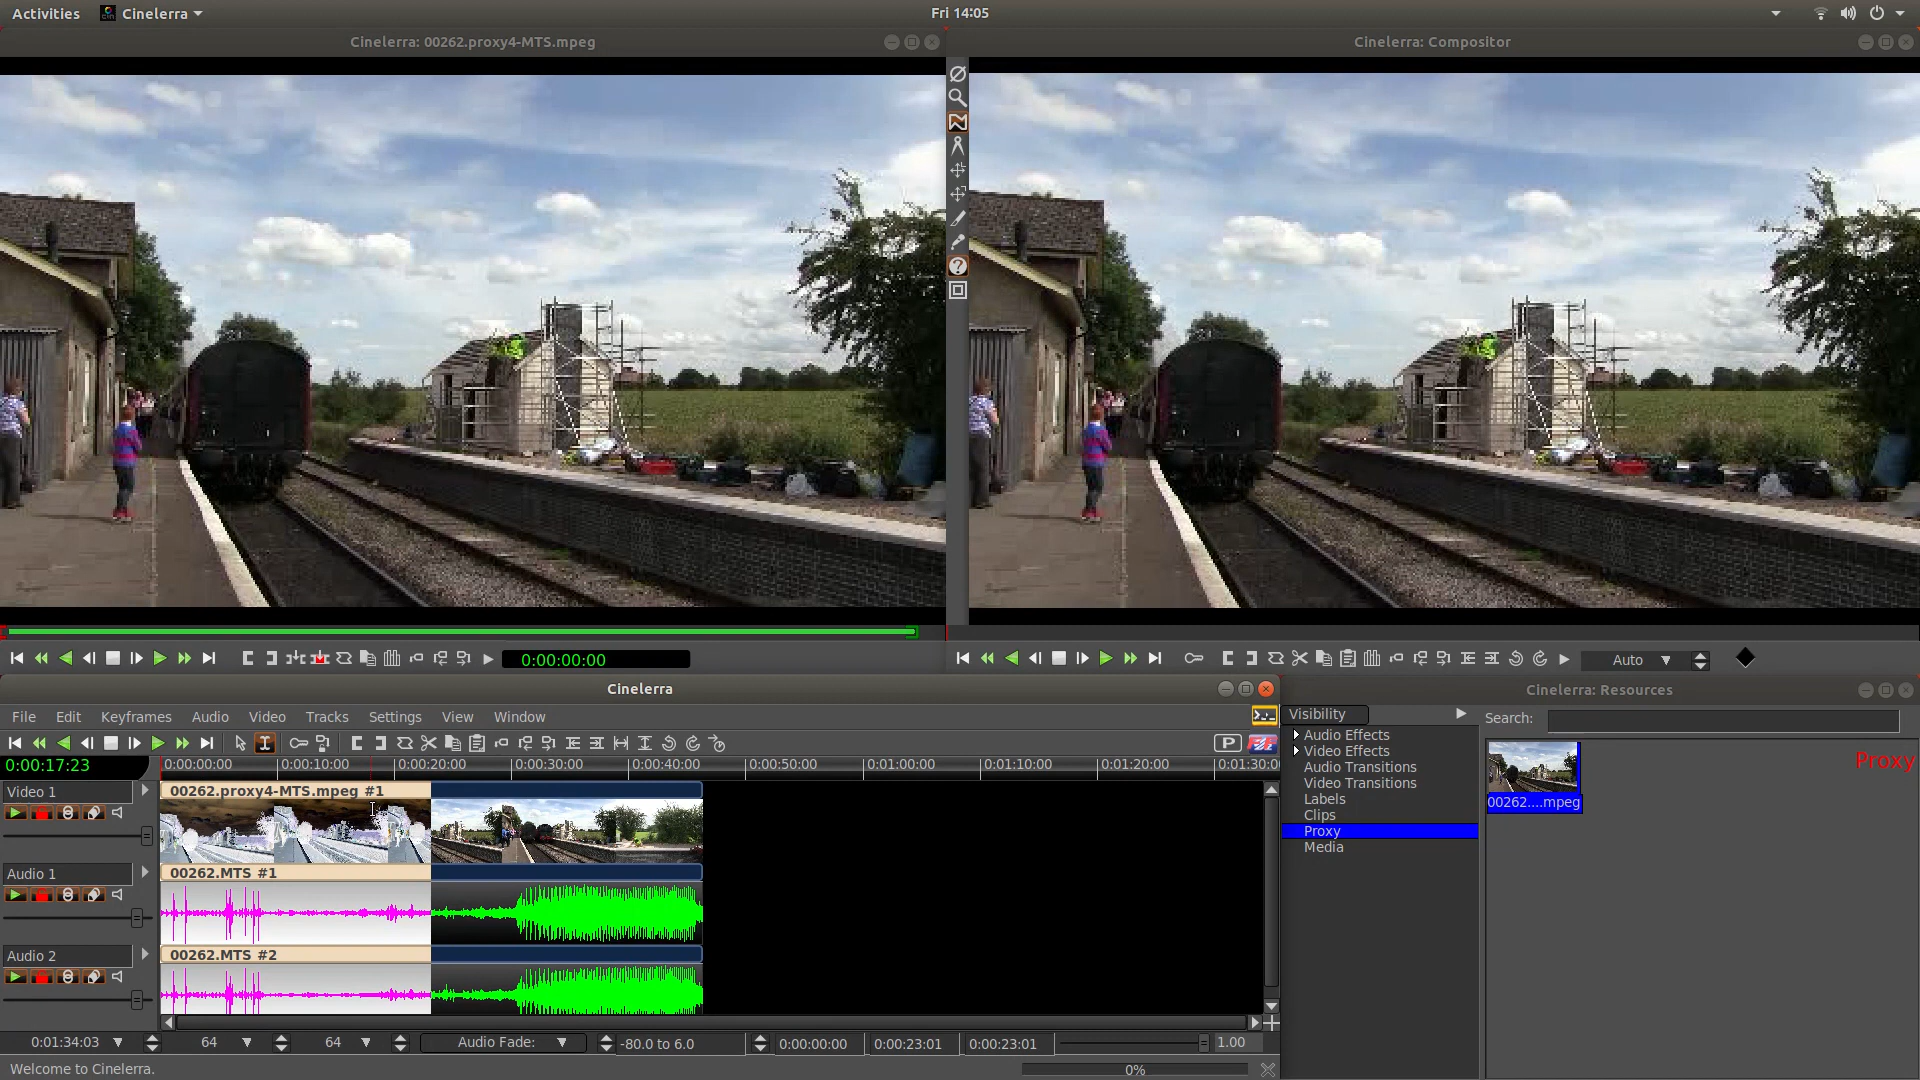 Activities Cinelerra Fri 14:05
Cinelerra: 00262.proxy4-MTS.mpeg
Cinelerra: Compositor
0:00:00:00
Auto
Cinelerra
File Edit Keyframes Audio Video Tracks Settings View Window
P
0:00:17:23
0:00:00:00 0:00:10:00 0:00:20:00 0:00:30:00 0:00:40:00 0:00:50:00 0:01:00:00 0:01:10:00 0:01:20:00 0:01:30:0
Video 1
00262.proxy4-MTS.mpeg #1
Audio 1
00262.MTS #1
Audio 2
00262.MTS #2
0:01:34:03 64 64 Audio Fade: -80.0 to 6.0 0:00:00:00 0:00:23:01 0:00:23:01 1.00
Welcome to Cinelerra.
0%
Cinelerra: Resources
Visibility
Search:
Audio Effects
Video Effects
Audio Transitions
Video Transitions
Labels
Clips
Proxy
Media
Proxy
00262....mpeg